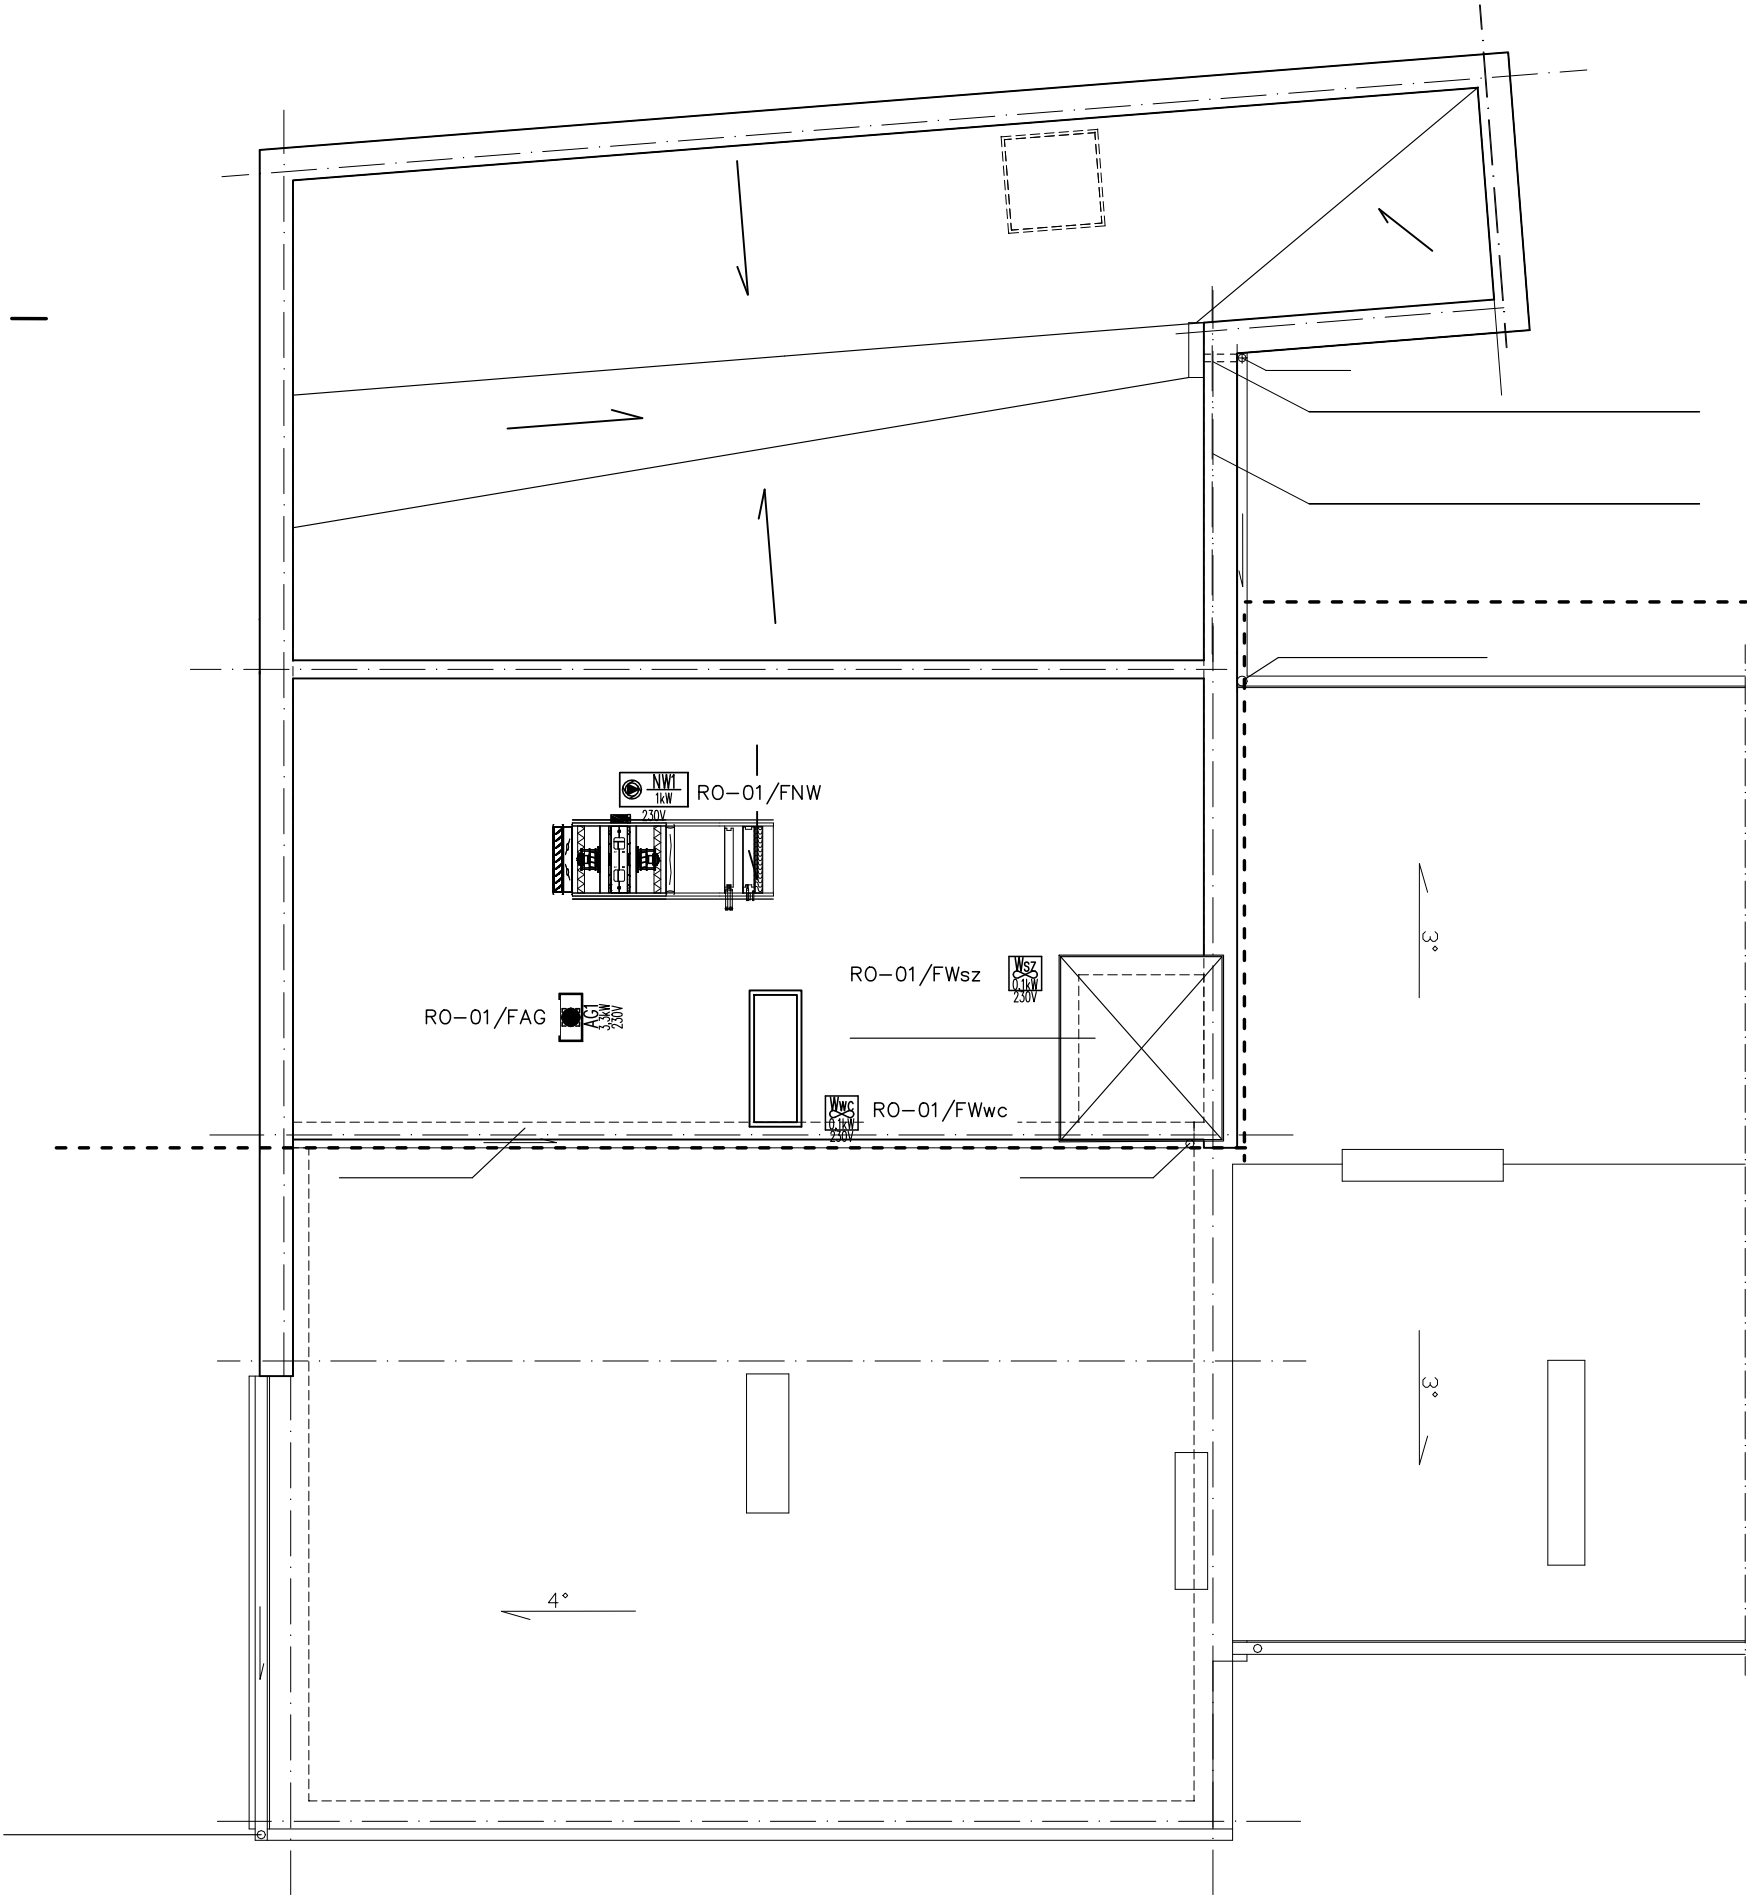 NW1
1kW
230V
RO-01/FNW
RO-01/FWsz
Wsz
0,1kW
230V
RO-01/FAG
AG1
3,3kW
230V
Wwc
0,1kW
230V
RO-01/FWwc
3°
3°
4°